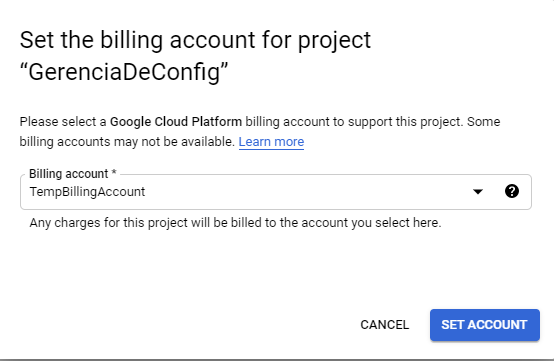 Set the billing account for project
“GerenciaDeConfig”
Please select a Google Cloud Platform billing account to support this project. Some
billing accounts may not be available. Learn more
Billing account *
TempBillingAccount
?
Any charges for this project will be billed to the account you select here.
CANCEL
SET ACCOUNT